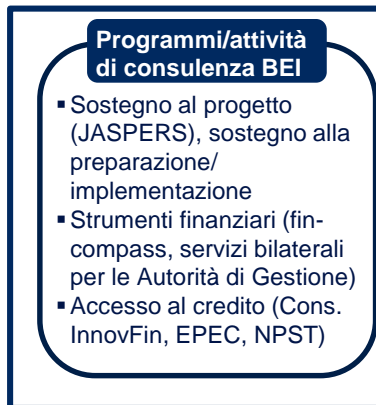 Programmi/attività
di consulenza BEI
▪ Sostegno al progetto
(JASPERS), sostegno alla
preparazione/
implementazione
▪ Strumenti finanziari (fin-
compass, servizi bilaterali
per le Autorità di Gestione)
▪ Accesso al credito (Cons.
InnovFin, EPEC, NPST)